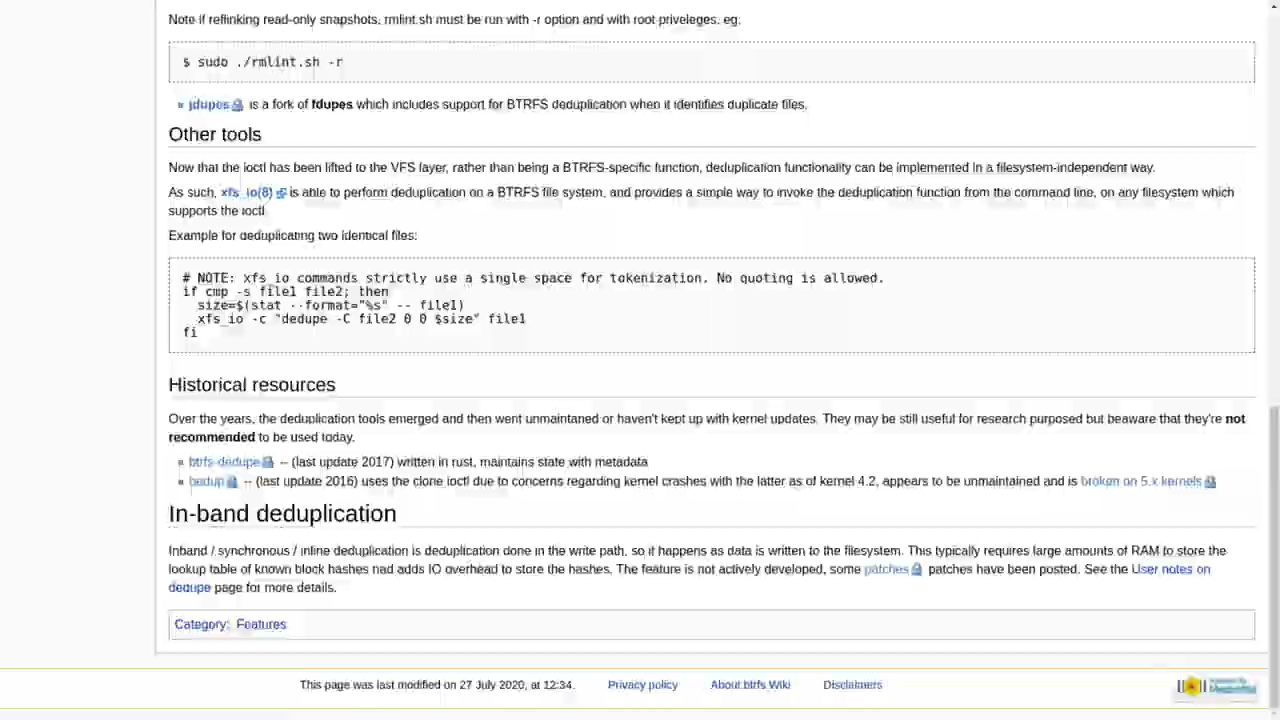 Note if reflinking read-only snapshots, rmlint.sh must be run with -r option and with root priveleges, eg:
$ sudo ./rmlint.sh -r
jdupes is a fork of fdupes which includes support for BTRFS deduplication when it identifies duplicate files.
Other tools
Now that the ioctl has been lifted to the VFS layer, rather than being a BTRFS-specific function, deduplication functionality can be implemented in a filesystem-independent way.
As such, xfs_io(8) is able to perform deduplication on a BTRFS file system, and provides a simple way to invoke the deduplication function from the command line, on any filesystem which
supports the ioctl.
Example for deduplicating two identical files:
# NOTE: xfs_io commands strictly use a single space for tokenization. No quoting is allowed.
if cmp -s file1 file2; then
size=$(stat --format="%s" -- file1)
xfs_io -c "dedupe -C file2 0 0 $size" file1
fi
Historical resources
Over the years, the deduplication tools emerged and then went unmaintaned or haven't kept up with kernel updates. They may be still useful for research purposed but beaware that they're not
recommended to be used today.
btrfs-dedupe -- (last update 2017) written in rust, maintains state with metadata
bedup -- (last update 2016) uses the clone ioctl due to concerns regarding kernel crashes with the latter as of kernel 4.2, appears to be unmaintained and is broken on 5.x kernels
In-band deduplication
Inband / synchronous / inline deduplication is deduplication done in the write path, so it happens as data is written to the filesystem. This typically requires large amounts of RAM to store the
lookup table of known block hashes nad adds IO overhead to store the hashes. The feature is not actively developed, some patches patches have been posted. See the User notes on
dedupe page for more details.
Category: Features
This page was last modified on 27 July 2020, at 12:34. Privacy policy About btrfs Wiki Disclaimers